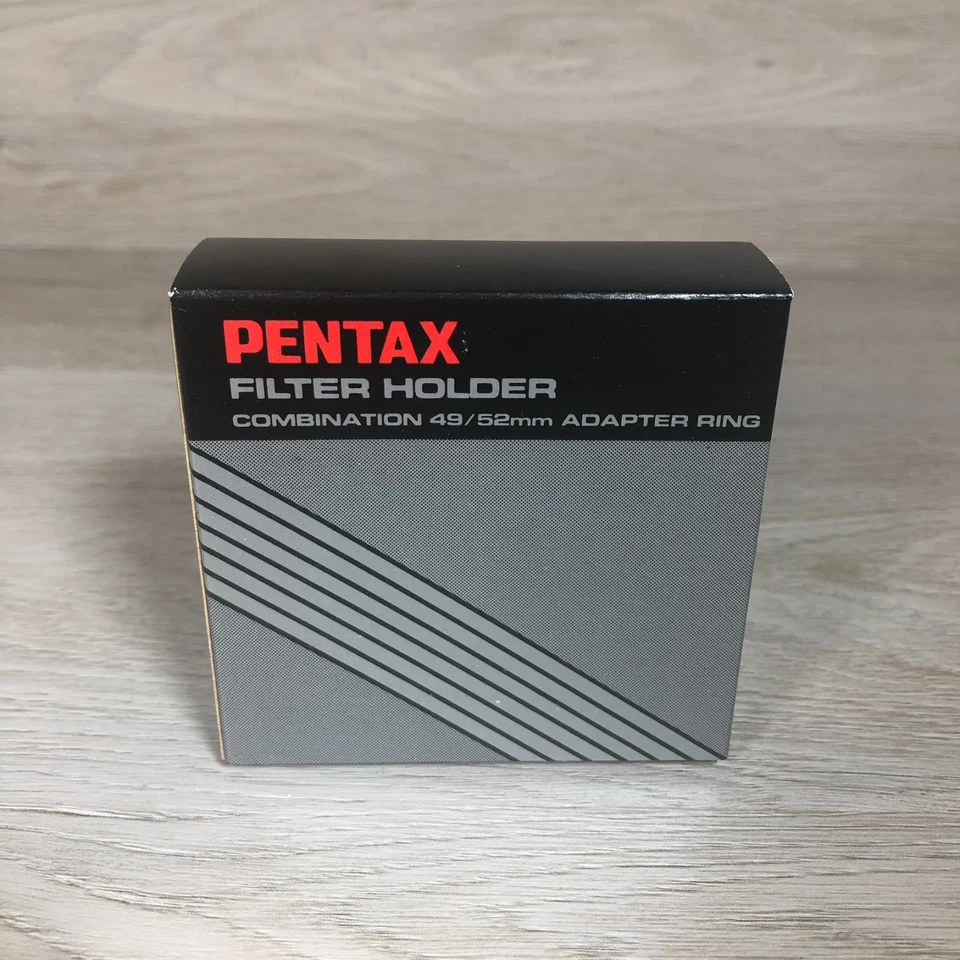 PENTAX
FILTER HOLDER
COMBINATION 49/52mm ADAPTER RING